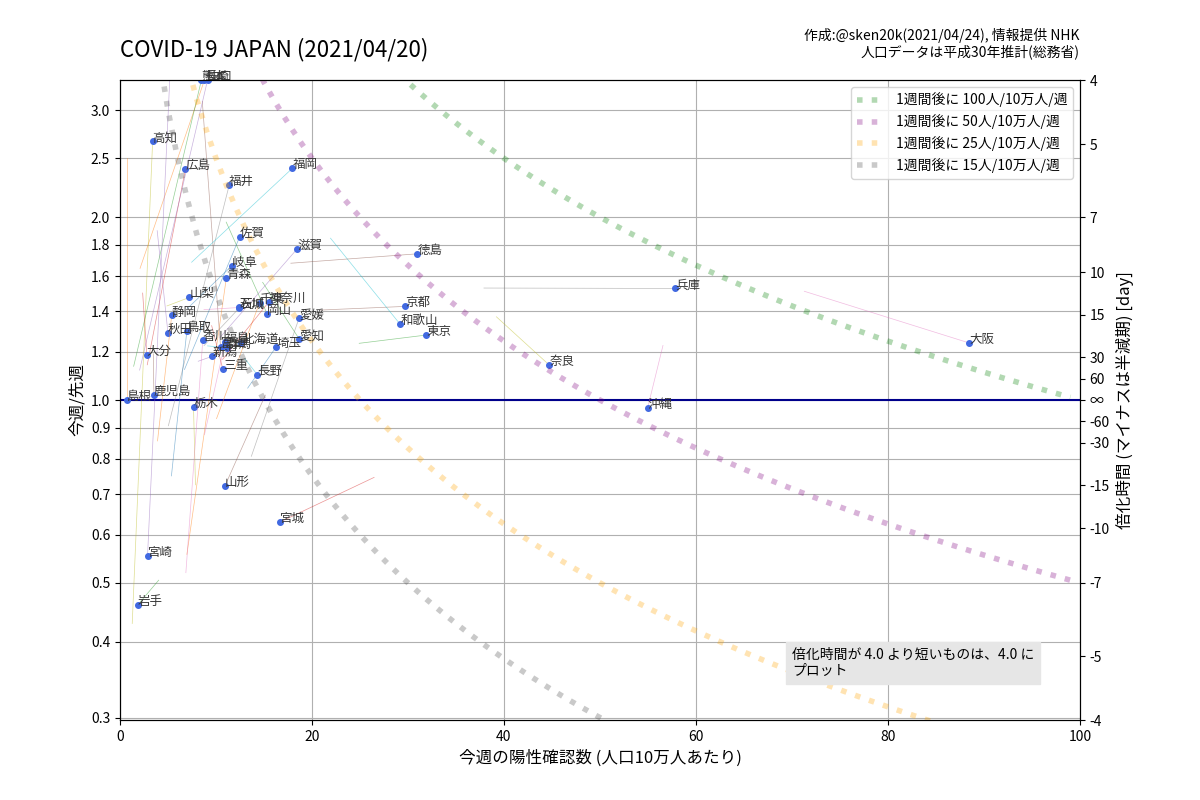 COVID-19 JAPAN (2021/04/20)
作成:@sken20k(2021/04/24), 情報提供 NHK
人口データは平成30年推計(総務省)
1週間後に 100人/10万人/週
1週間後に 50人/10万人/週
1週間後に 25人/10万人/週
1週間後に 15人/10万人/週
今週/先週
3.0
2.5
2.0
1.8
1.6
1.4
1.2
1.0
0.9
0.8
0.7
0.6
0.5
0.4
0.3
高知
広島
福井
福岡
佐賀
滋賀
徳島
岐阜
青森
山梨
兵庫
神奈川
静岡
岡山
京都
愛媛
和歌山
秋田
鳥取
香川
北海道
埼玉
愛知
東京
大阪
大分
新潟
三重
長野
奈良
島根
鹿児島
栃木
沖縄
山形
宮城
宮崎
岩手
倍化時間が 4.0 より短いものは、4.0 に
プロット
4
5
7
10
15
30
60
∞
-60
-30
-15
-10
-7
-5
-4
倍化時間 (マイナスは半減期) [day]
0
20
40
60
80
100
今週の陽性確認数 (人口10万人あたり)